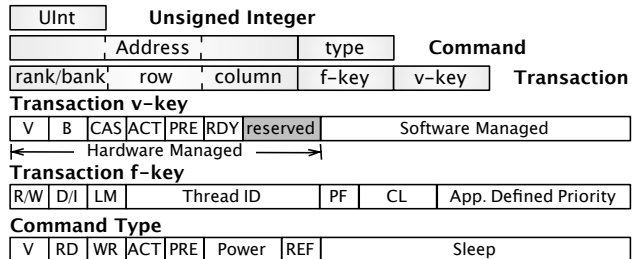 UInt Unsigned Integer
Address type Command
rank/bank row column f-key v-key Transaction
Transaction v-key
V B CAS ACT PRE RDY reserved Software Managed
Hardware Managed
Transaction f-key
R/W D/I LM Thread ID PF CL App. Defined Priority
Command Type
V RD WR ACT PRE Power REF Sleep